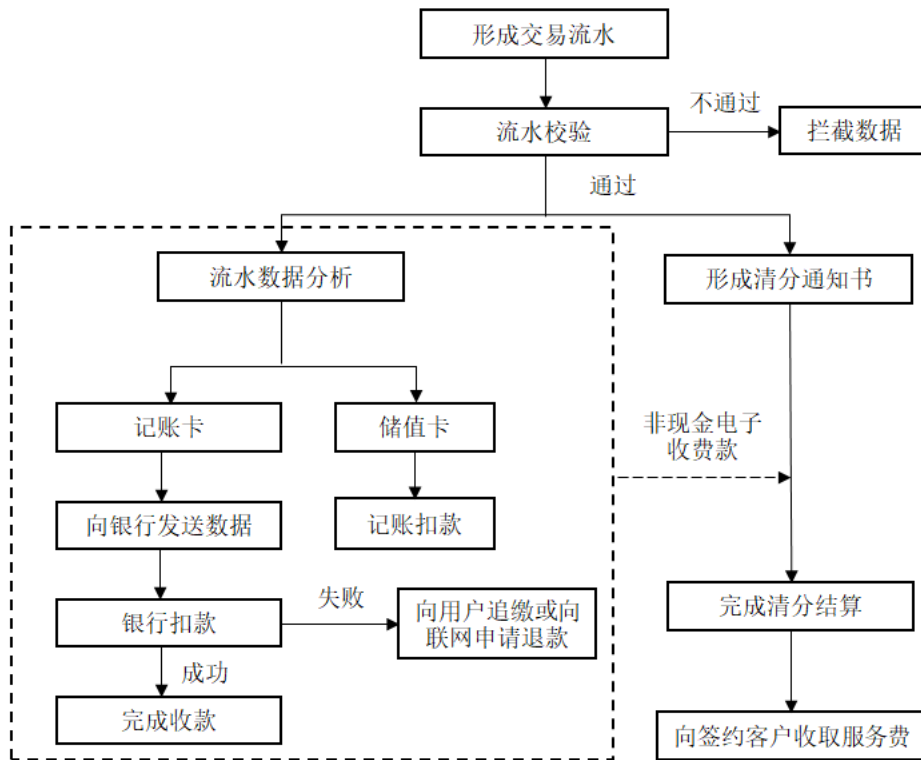 形成交易流水
流水校验
不通过
拦截数据
通过
流水数据分析
形成清分通知书
记账卡
储值卡
非现金电子
收费款
向银行发送数据
记账扣款
银行扣款
失败
向用户追缴或向
联网申请退款
完成清分结算
成功
完成收款
向签约客户收取服务费